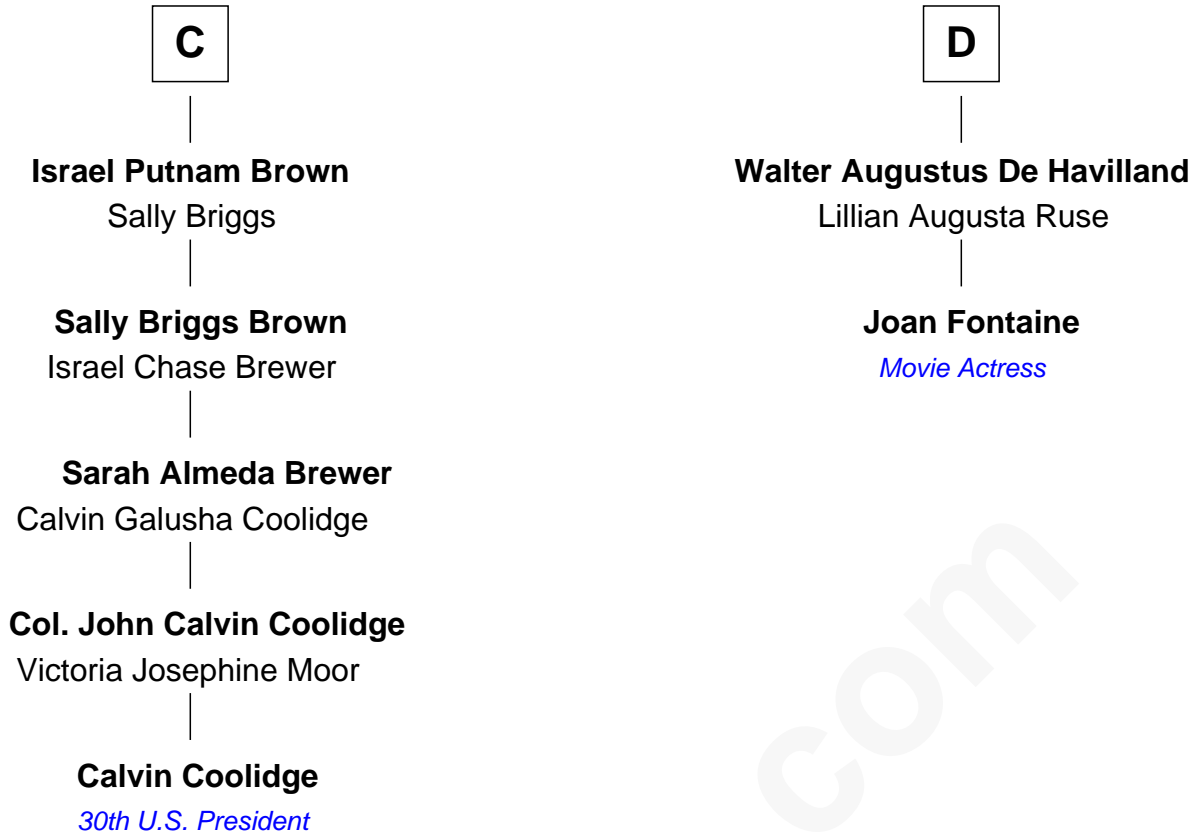 C
Israel Putnam Brown
Sally Briggs
Sally Briggs Brown
Israel Chase Brewer
Sarah Almeda Brewer
Calvin Galusha Coolidge
Col. John Calvin Coolidge
Victoria Josephine Moor
Calvin Coolidge
30th U.S. President
D
Walter Augustus De Havilland
Lillian Augusta Ruse
Joan Fontaine
Movie Actress
com